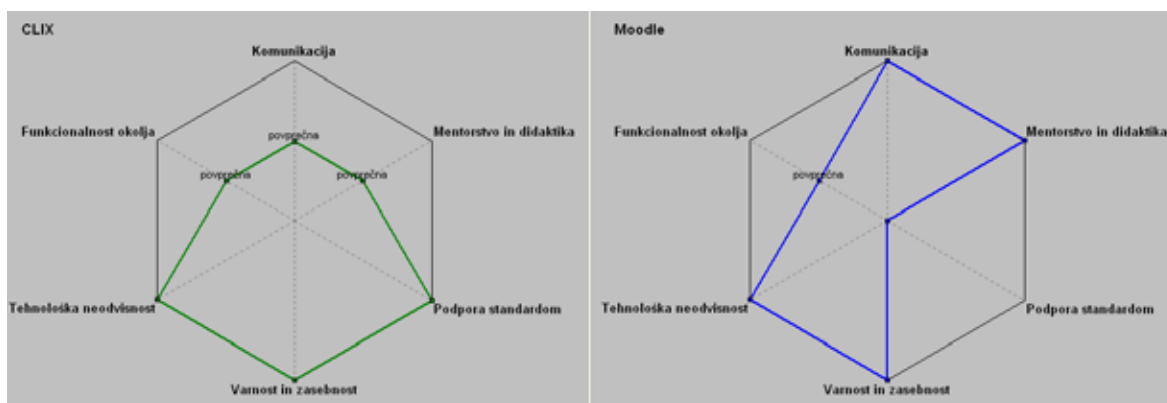 CLIX
Komunikacija
Funkcionalnost okolja
Mentorstvo in didaktika
povprečna
povprečna
povprečna
Tehnološka neodvisnost
Podpora standardom
Varnost in zasebnost
Moodle
Komunikacija
Funkcionalnost okolja
Mentorstvo in didaktika
povprečna
Tehnološka neodvisnost
Podpora standardom
Varnost in zasebnost